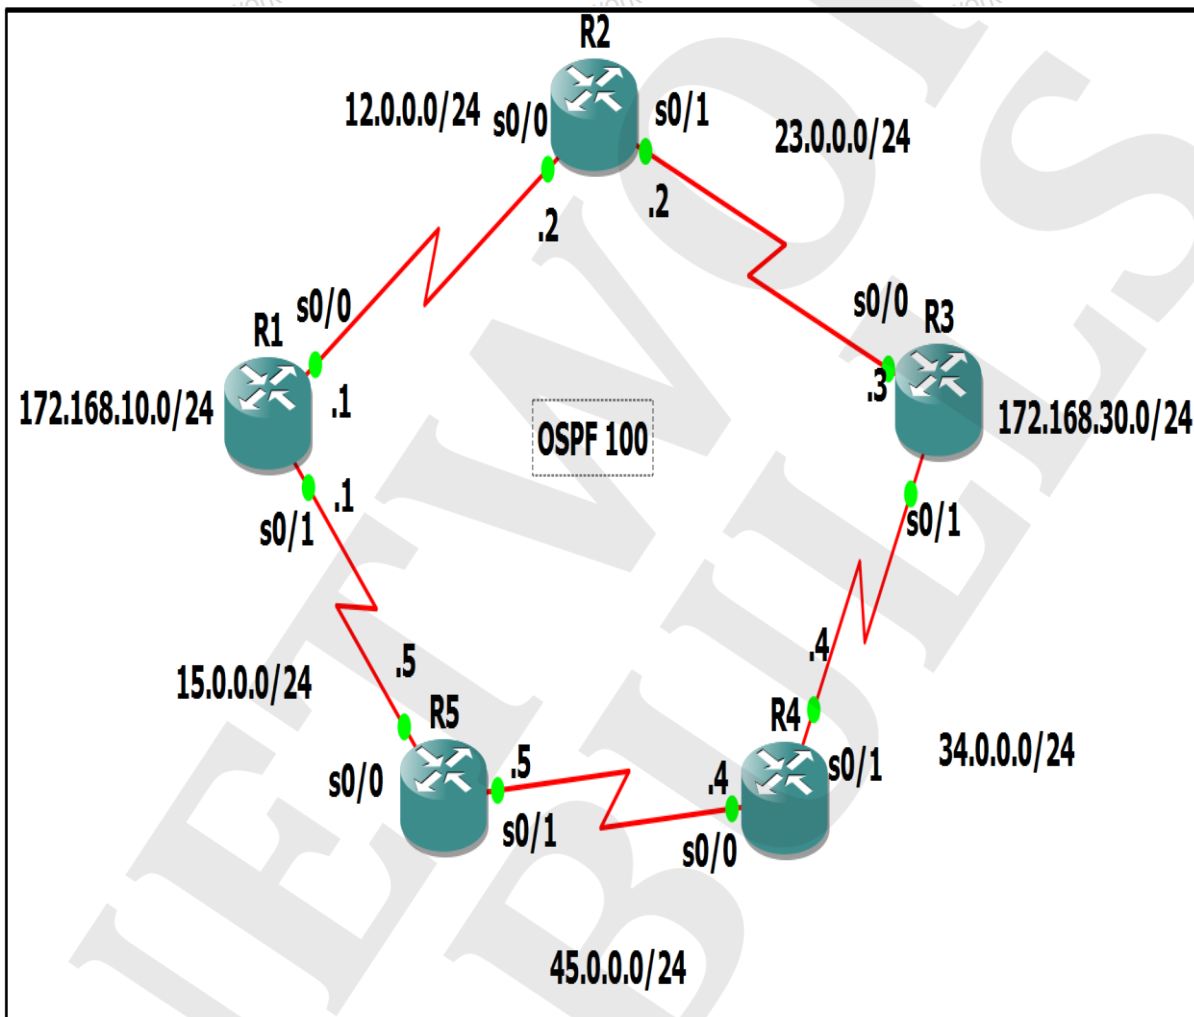 R2
12.0.0.0/24
s0/0
s0/1
23.0.0.0/24
.2
.2
s0/0
R1
s0/0
R3
172.168.10.0/24
.1
.3
172.168.30.0/24
OSPF 100
.1
s0/1
s0/1
.5
.4
15.0.0.0/24
R5
R4
34.0.0.0/24
s0/0
.5
.4
s0/1
s0/1
s0/0
45.0.0.0/24